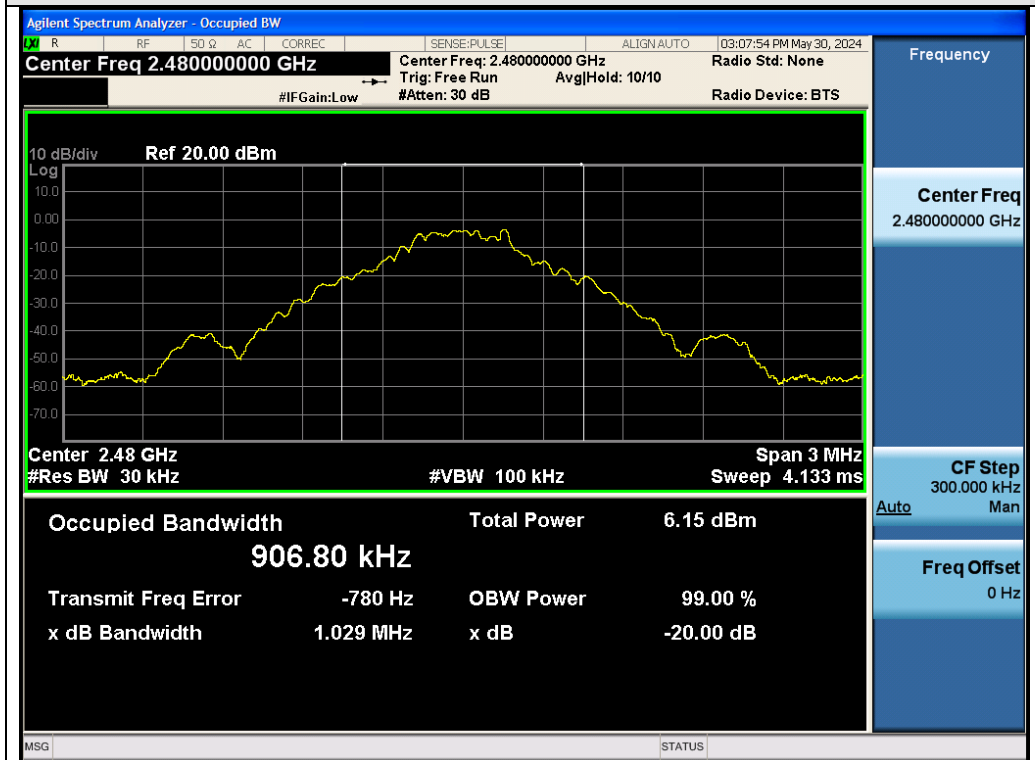 Agilent Spectrum Analyzer - Occupied BW
LXI R RF 50 Ω AC CORREC SENSE:PULSE ALIGN AUTO 03:07:54 PM May 30, 2024
Center Freq 2.480000000 GHz Center Freq: 2.480000000 GHz Radio Std: None
Trig: Free Run Avg|Hold: 10/10
#IFGain:Low #Atten: 30 dB Radio Device: BTS
Frequency
10 dB/div Ref 20.00 dBm
Log
10.0
0.00
-10.0
-20.0
-30.0
-40.0
-50.0
-60.0
-70.0
Center 2.48 GHz Span 3 MHz
#Res BW 30 kHz #VBW 100 kHz Sweep 4.133 ms
Center Freq
2.480000000 GHz
CF Step
300.000 kHz
Auto Man
Freq Offset
0 Hz
Occupied Bandwidth Total Power 6.15 dBm
906.80 kHz
Transmit Freq Error -780 Hz OBW Power 99.00 %
x dB Bandwidth 1.029 MHz x dB -20.00 dB
MSG STATUS